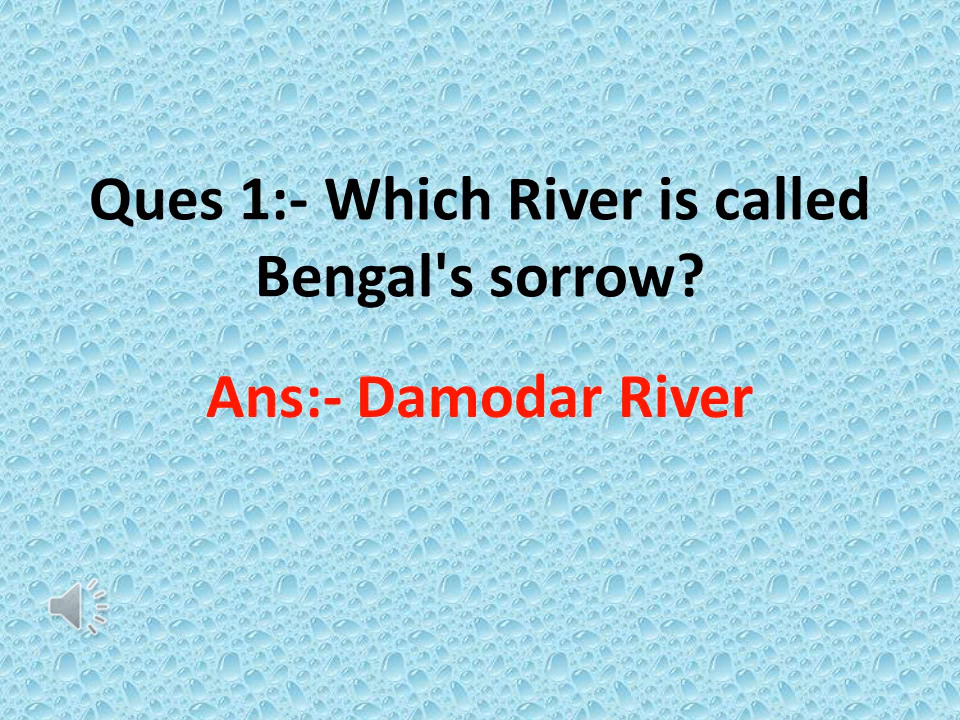 Ques 1:- Which River is called
Bengal's sorrow?
Ans:- Damodar River